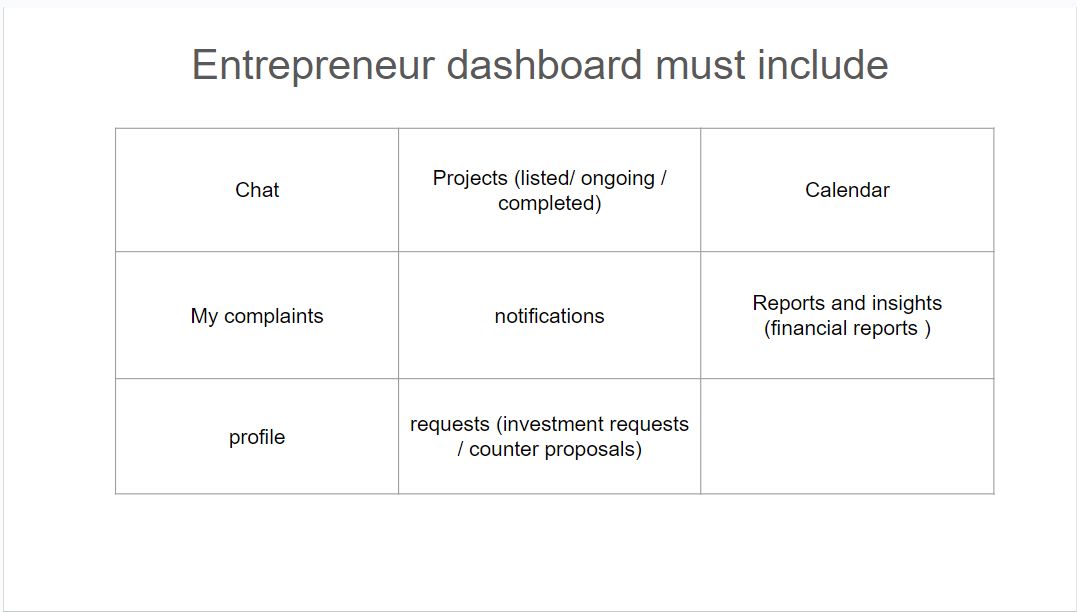 Entrepreneur dashboard must include
Chat
Projects (listed/ ongoing /
completed)
Calendar
My complaints
notifications
Reports and insights
(financial reports )
profile
requests (investment requests
/ counter proposals)